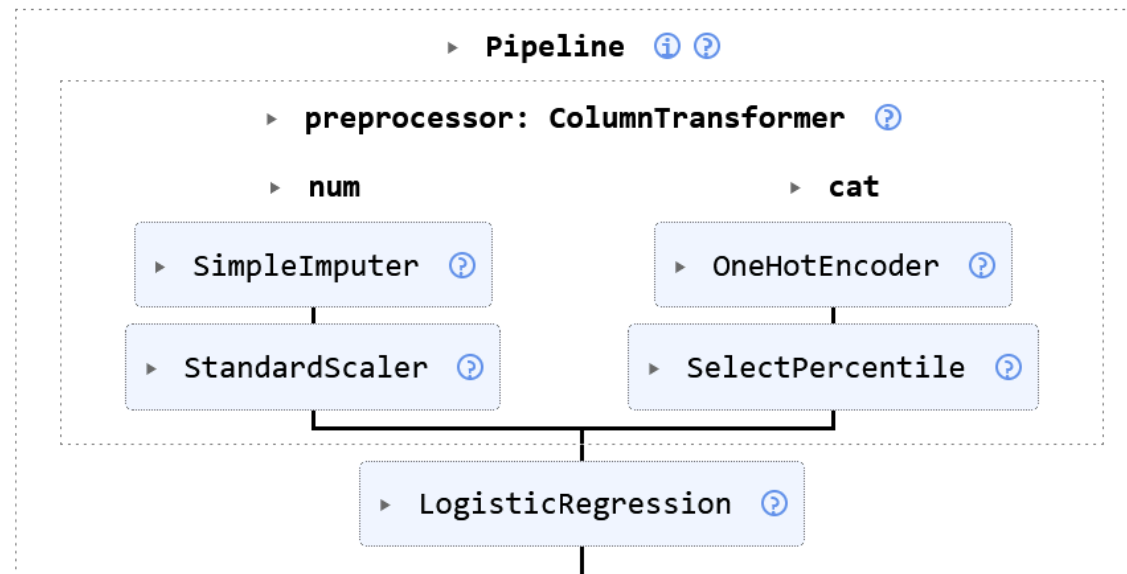 Pipeline
preprocessor: ColumnTransformer
num
cat
SimpleImputer
OneHotEncoder
StandardScaler
SelectPercentile
LogisticRegression